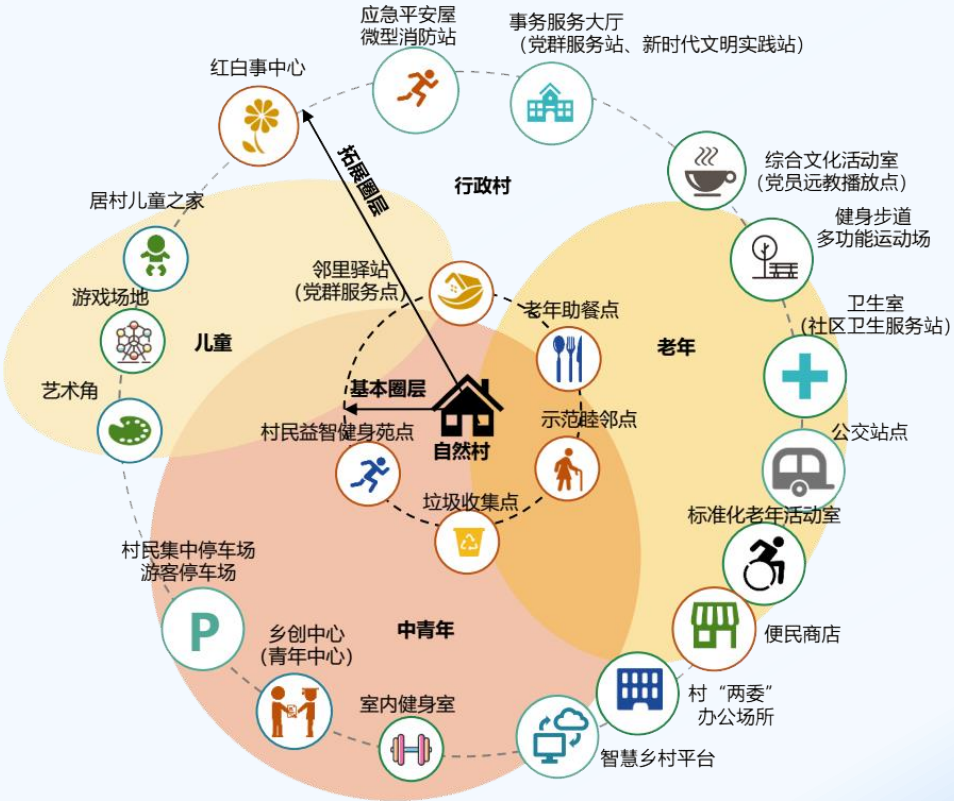 应急平安屋
微型消防站
事务服务大厅
（党群服务站、新时代文明实践站）
红白事中心
拓展圈层
行政村
综合文化活动室
（党员远教播放点）
居村儿童之家
健身步道
多功能运动场
邻里驿站
（党群服务点）
游戏场地
老年助餐点
卫生室
（社区卫生服务站）
儿童
老年
艺术角
基本圈层
村民益智健身苑点
自然村
示范睦邻点
公交站点
垃圾收集点
标准化老年活动室
村民集中停车场
游客停车场
P
乡创中心
（青年中心）
中青年
便民商店
室内健身室
村“两委”
办公场所
智慧乡村平台